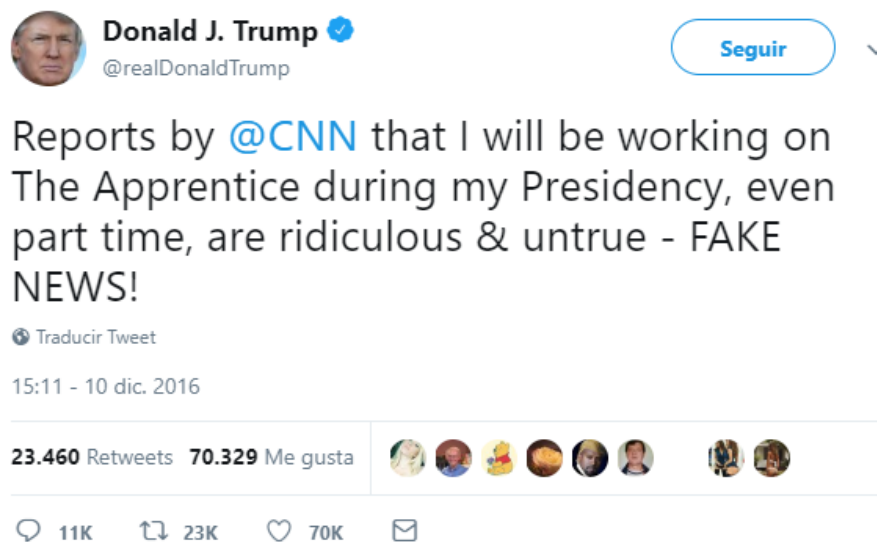 Donald J. Trump
@realDonaldTrump
Seguir
Reports by @CNN that I will be working on
The Apprentice during my Presidency, even
part time, are ridiculous & untrue - FAKE
NEWS!
Traducir Tweet
15:11 - 10 dic. 2016
23.460 Retweets 70.329 Me gusta
11K 23K 70K